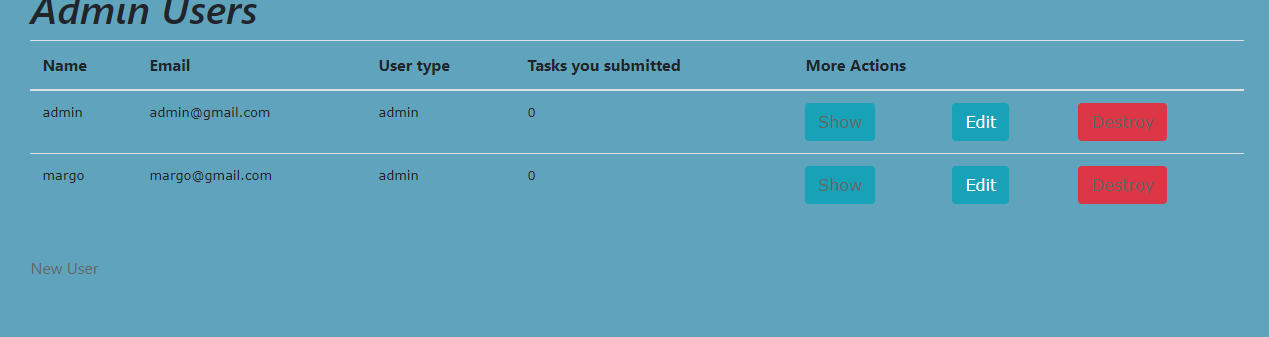 Admin Users
Name Email User type Tasks you submitted More Actions
admin admin@gmail.com admin 0 Show Edit Destroy
margo margo@gmail.com admin 0 Show Edit Destroy
New User